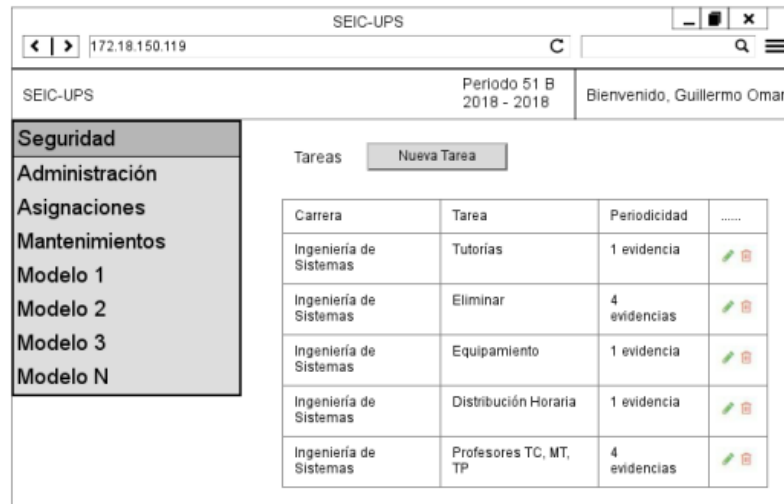 SEIC-UPS
172.18.150.119
SEIC-UPS
Periodo 51 B
2018 - 2018
Bienvenido, Guillermo Omar
Seguridad
Administración
Asignaciones
Mantenimientos
Modelo 1
Modelo 2
Modelo 3
Modelo N
Tareas
Nueva Tarea
Carrera Tarea Periodicidad ......
Ingeniería de Tutorías 1 evidencia
Sistemas
Ingeniería de Eliminar 4
Sistemas evidencias
Ingeniería de Equipamiento 1 evidencia
Sistemas
Ingeniería de Distribución Horaria 1 evidencia
Sistemas
Ingeniería de Profesores TC, MT, 4
Sistemas TP evidencias